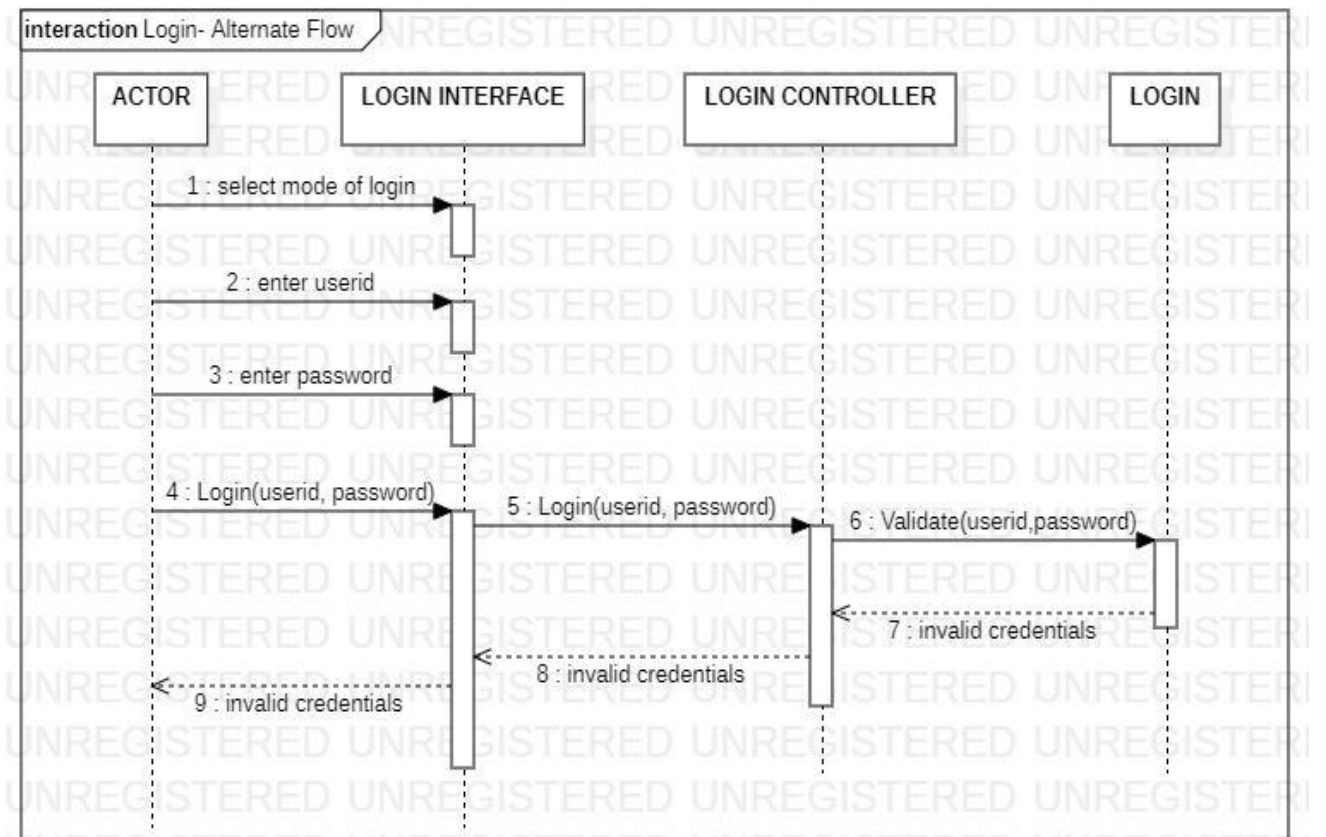 interaction Login- Alternate Flow
ACTOR
LOGIN INTERFACE
LOGIN CONTROLLER
LOGIN
1 : select mode of login
2 : enter userid
3 : enter password
4 : Login(userid, password)
5 : Login(userid, password)
6 : Validate(userid,password)
7 : invalid credentials
8 : invalid credentials
9 : invalid credentials
UNREGISTERED